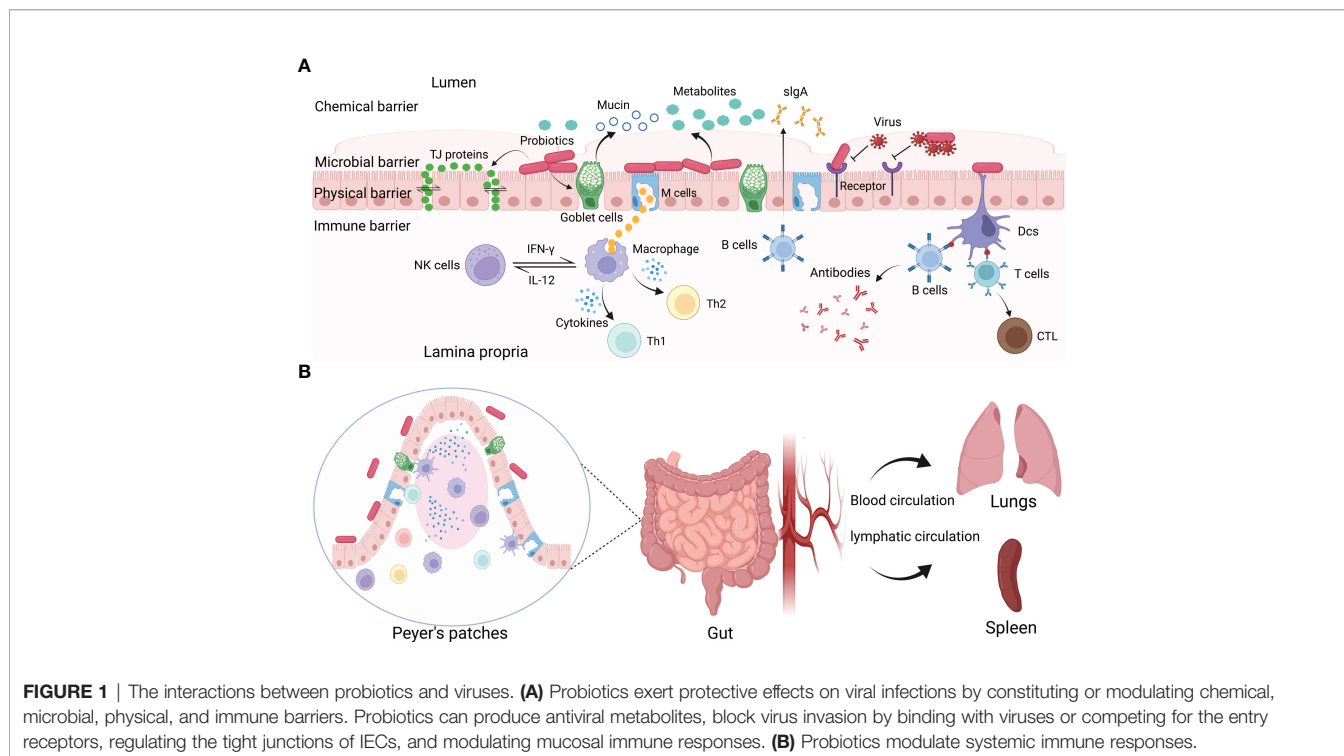 A
Lumen
Chemical barrier
Mucin
Metabolites
sIgA
Virus
Probiotics
Microbial barrier
TJ proteins
Physical barrier
M cells
Receptor
Goblet cells
Immune barrier
Dcs
IFN-γ
Macrophage
B cells
NK cells
IL-12
Antibodies
B cells
T cells
Th2
Cytokines
Th1
CTL
Lamina propria
B
Blood circulation
Lungs
lymphatic circulation
Peyer's patches
Gut
Spleen
FIGURE 1 | The interactions between probiotics and viruses. (A) Probiotics exert protective effects on viral infections by constituting or modulating chemical,
microbial, physical, and immune barriers. Probiotics can produce antiviral metabolites, block virus invasion by binding with viruses or competing for the entry
receptors, regulating the tight junctions of IECs, and modulating mucosal immune responses. (B) Probiotics modulate systemic immune responses.